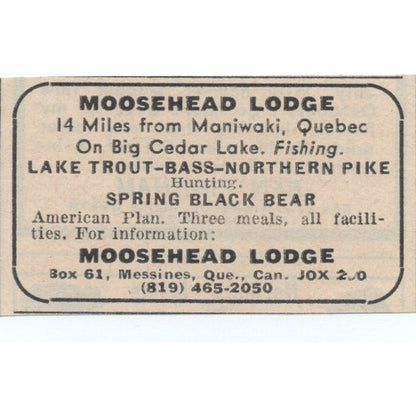 MOOSEHEAD LODGE
14 Miles from Maniwaki, Quebec
On Big Cedar Lake. Fishing.
LAKE TROUT-BASS-NORTHERN PIKE
Hunting.
SPRING BLACK BEAR
American Plan. Three meals, all facili-
ties. For information:
MOOSEHEAD LODGE
Box 61, Messines, Que., Can. JOX
(819) 465-2050